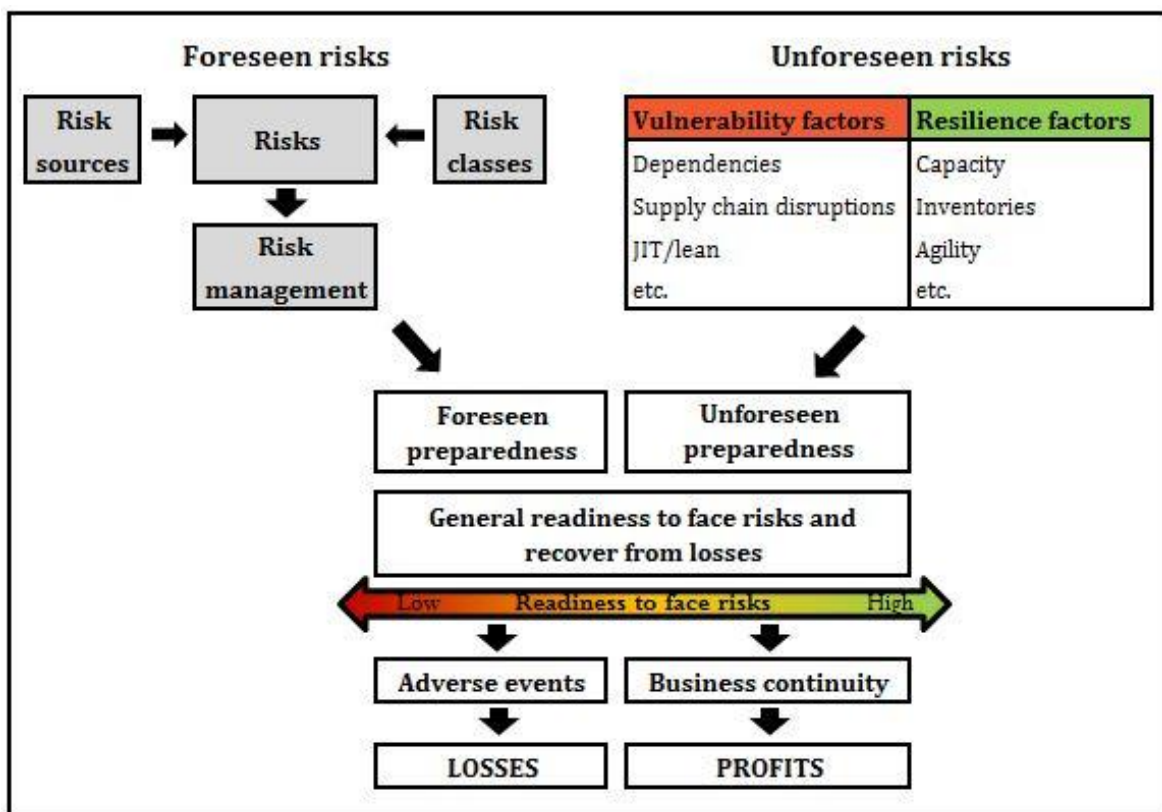 Foreseen risks
Unforeseen risks
Risk
sources
Risks
Risk
classes
Risk
management
Vulnerability factors
Resilience factors
Dependencies
Capacity
Supply chain disruptions
Inventories
JIT/lean
Agility
etc.
etc.
Foreseen
preparedness
Unforeseen
preparedness
General readiness to face risks and
recover from losses
Low
Readiness to face risks
High
Adverse events
Business continuity
LOSSES
PROFITS